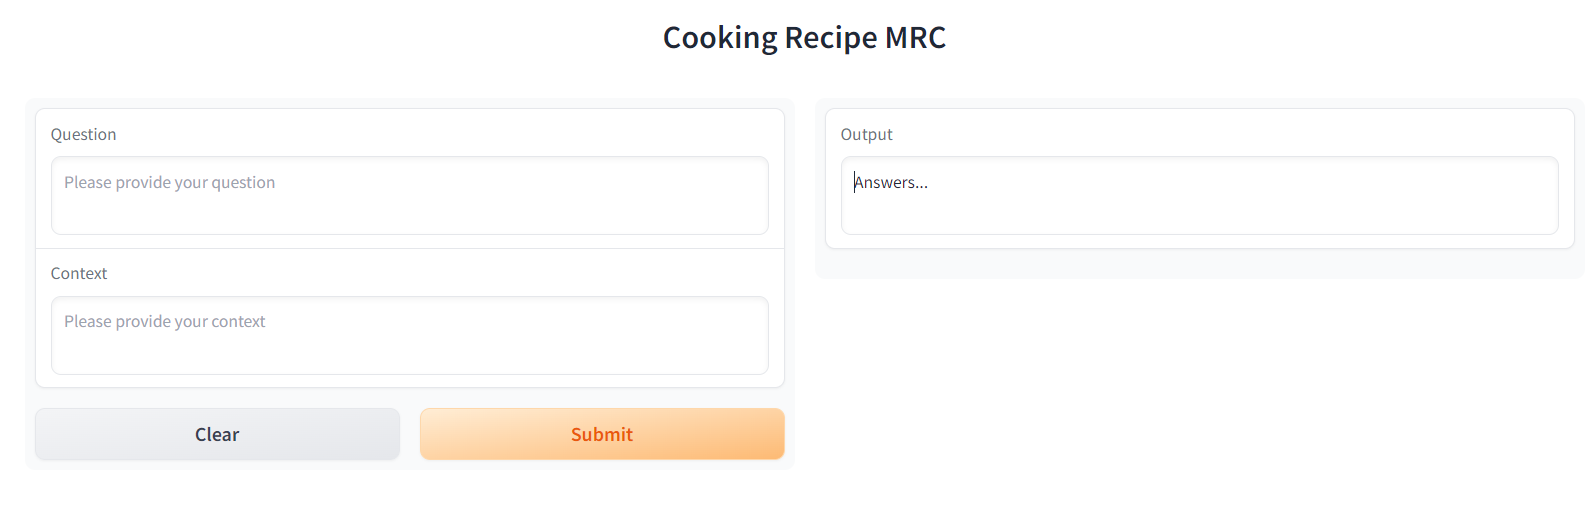 Cooking Recipe MRC
Question
Please provide your question
Context
Please provide your context
Clear
Submit
Output
Answers...